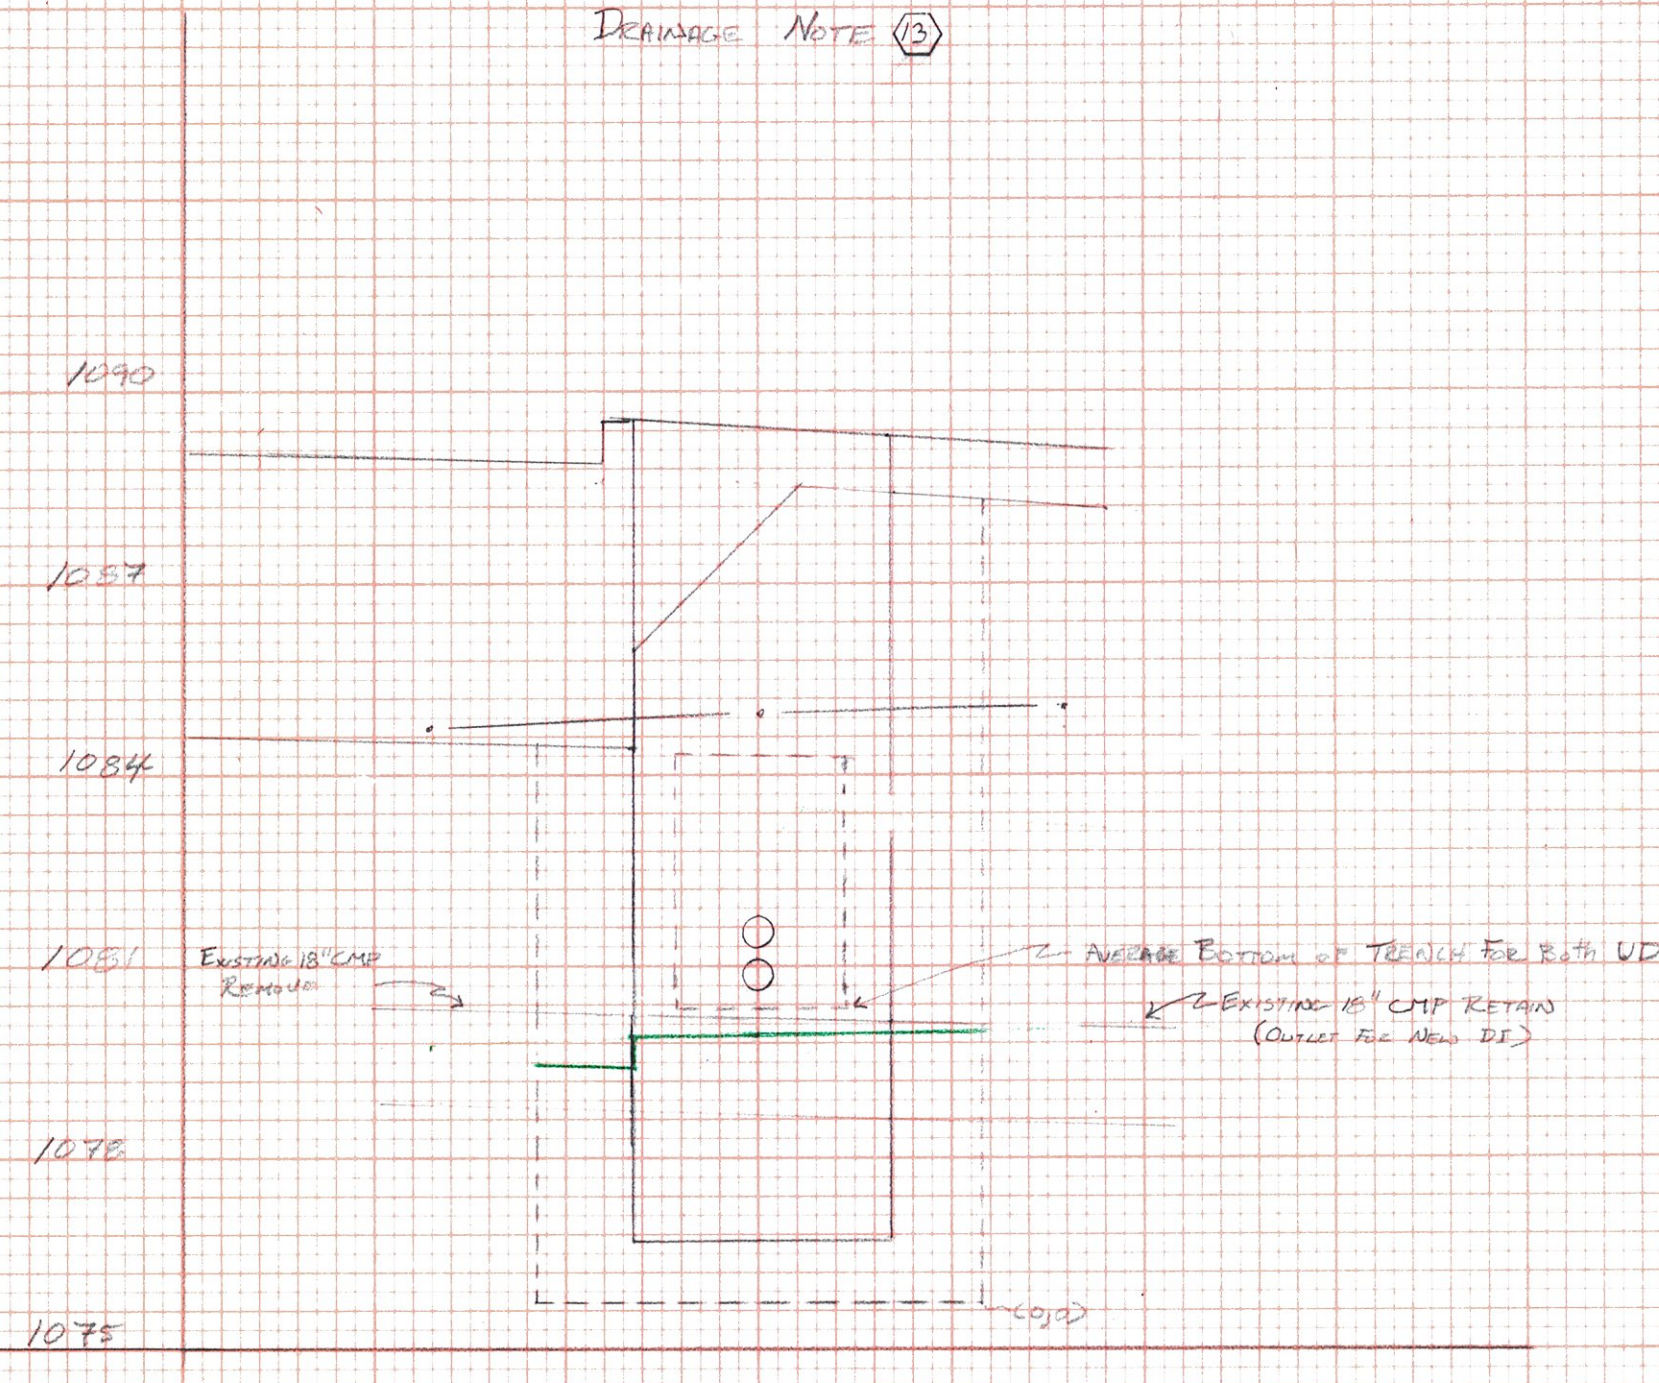 DRAINAGE NOTE 13
1090
1087
1084
1081
EXISTING 18" CMP
REMOVE
AVERAGE BOTTOM OF TRENCH FOR Both UD
EXISTING 18" CMP RETAIN
(OUTLET FOR NEW DI)
1078
(0,0)
1075